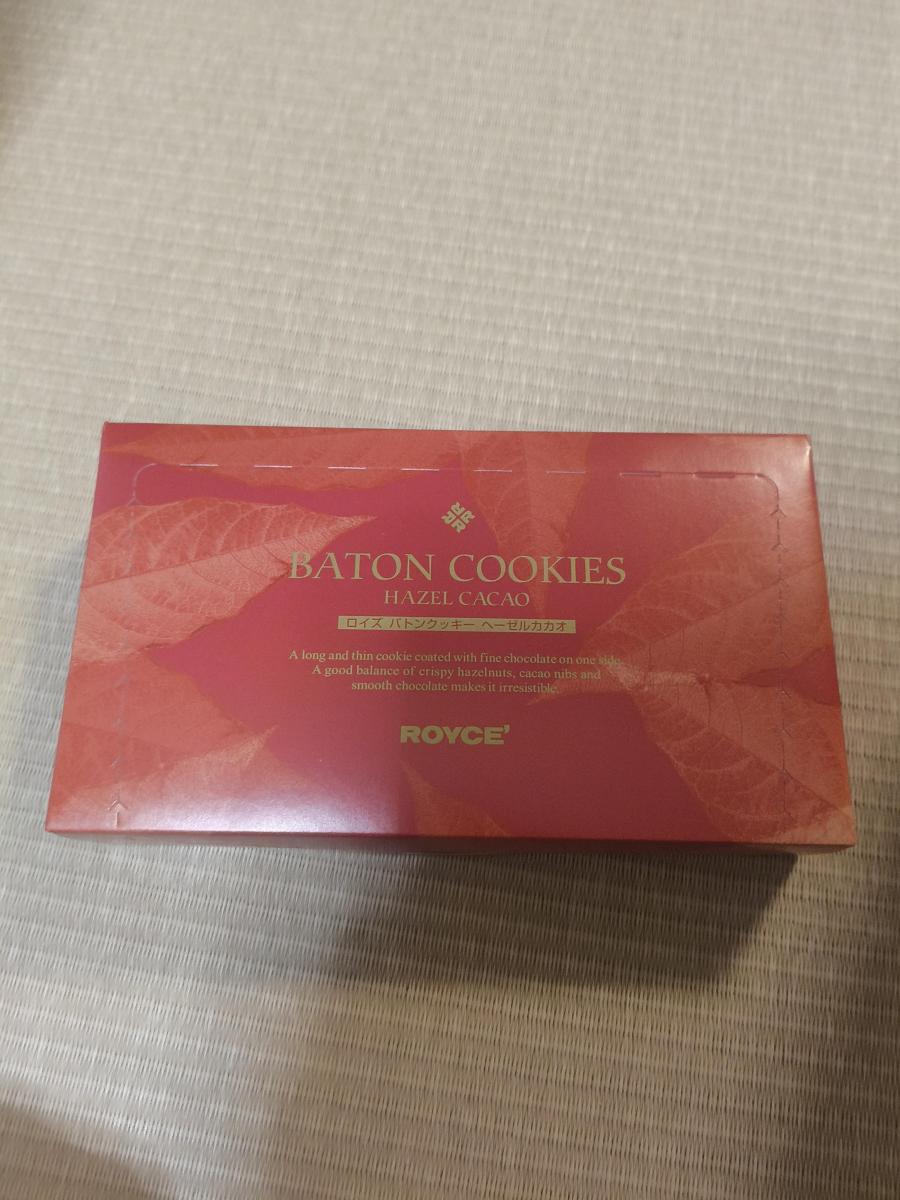 BATON COOKIES
HAZEL CACAO
ロイズ バトンクッキー ヘーゼルカカオ
A long and thin cookie coated with fine chocolate on one side.
A good balance of crispy hazelnuts, cacao nibs and
smooth chocolate makes it irresistible.
ROYCE'